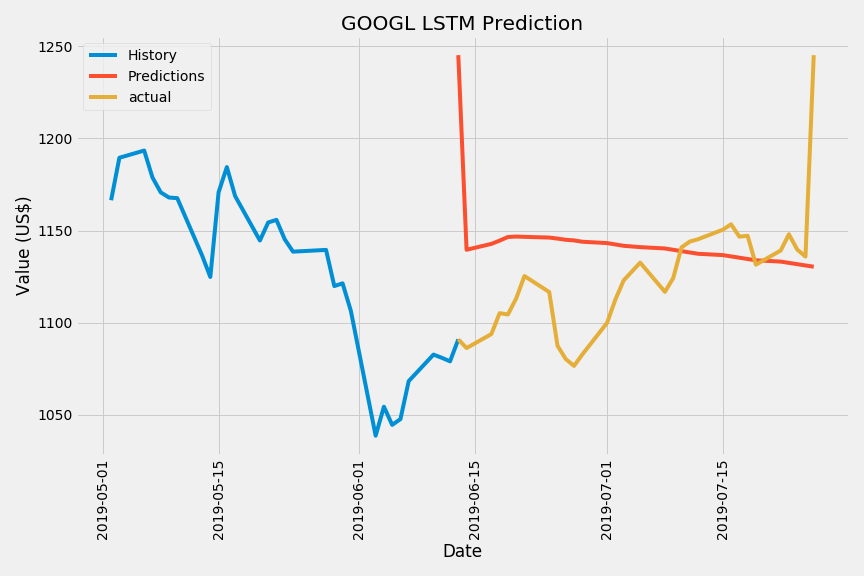 GOOGL LSTM Prediction
History
Predictions
actual
1250
1200
1150
1100
1050
Value (US$)
2019-05-01
2019-05-15
2019-06-01
2019-06-15
2019-07-01
2019-07-15
Date